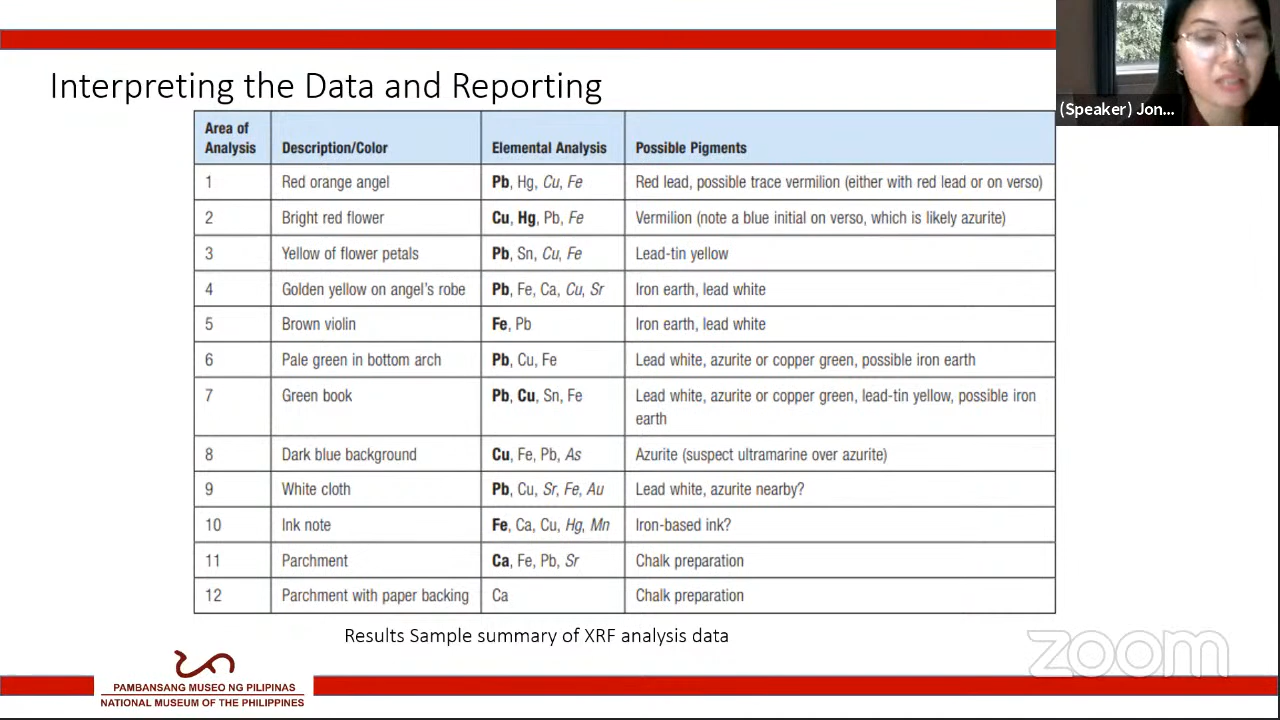 (Speaker) Jon...
Interpreting the Data and Reporting
Area of Analysis Description/Color Elemental Analysis Possible Pigments
1 Red orange angel Pb, Hg, Cu, Fe Red lead, possible trace vermilion (either with red lead or on verso)
2 Bright red flower Cu, Hg, Pb, Fe Vermilion (note a blue initial on verso, which is likely azurite)
3 Yellow of flower petals Pb, Sn, Cu, Fe Lead-tin yellow
4 Golden yellow on angel's robe Pb, Fe, Ca, Cu, Sr Iron earth, lead white
5 Brown violin Fe, Pb Iron earth, lead white
6 Pale green in bottom arch Pb, Cu, Fe Lead white, azurite or copper green, possible iron earth
7 Green book Pb, Cu, Sn, Fe Lead white, azurite or copper green, lead-tin yellow, possible iron
earth
8 Dark blue background Cu, Fe, Pb, As Azurite (suspect ultramarine over azurite)
9 White cloth Pb, Cu, Sr, Fe, Au Lead white, azurite nearby?
10 Ink note Fe, Ca, Cu, Hg, Mn Iron-based ink?
11 Parchment Ca, Fe, Pb, Sr Chalk preparation
12 Parchment with paper backing Ca Chalk preparation
Results Sample summary of XRF analysis data
zoom
PAMBANSANG MUSEO NG PILIPINAS
NATIONAL MUSEUM OF THE PHILIPPINES